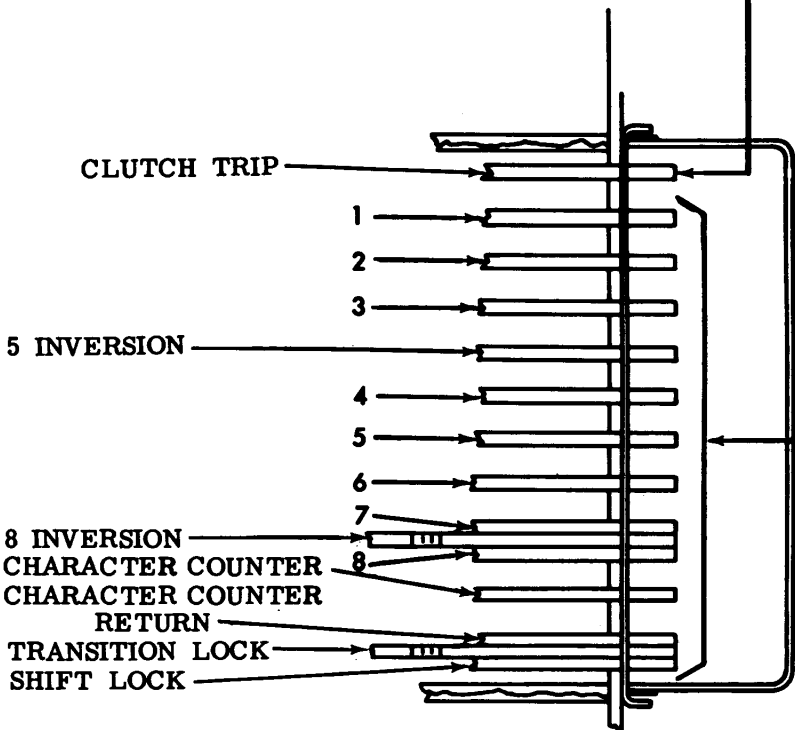 CLUTCH TRIP
1
2
3
5 INVERSION
4
5
6
7
8 INVERSION
8
CHARACTER COUNTER
CHARACTER COUNTER
RETURN
TRANSITION LOCK
SHIFT LOCK